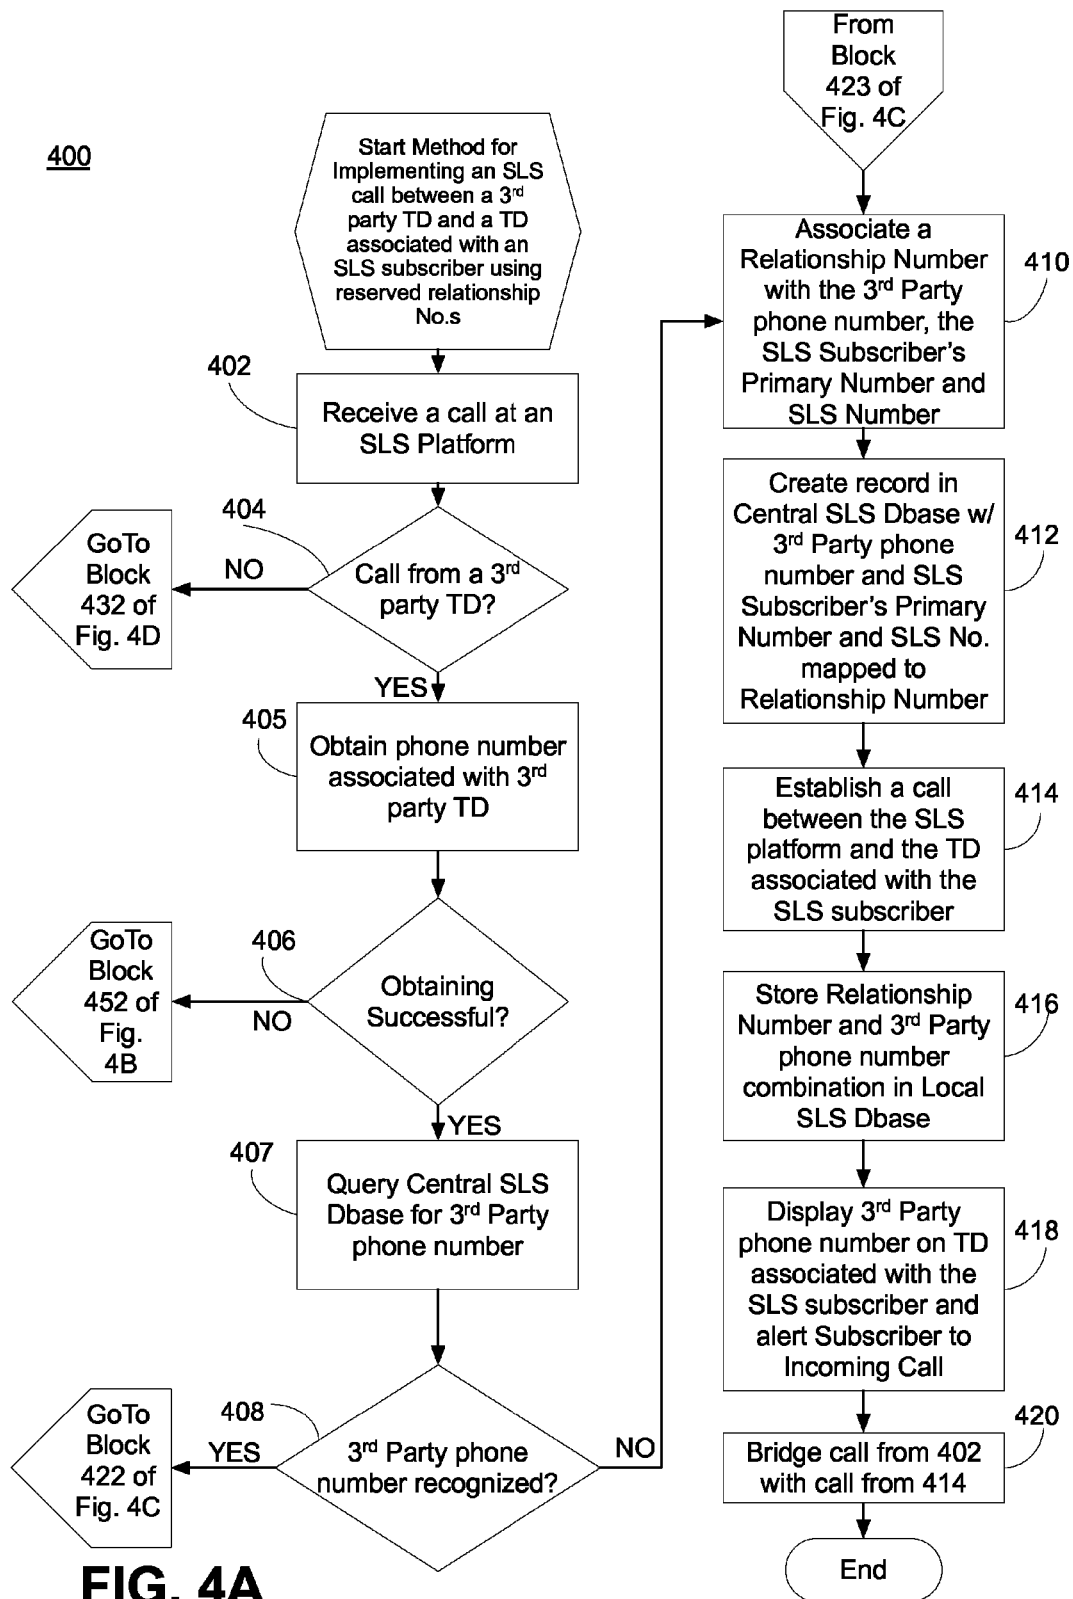 400
Start Method for
Implementing an SLS
call between a 3rd
party TD and a TD
associated with an
SLS subscriber using
reserved relationship
No.s
402
Receive a call at an
SLS Platform
404
Call from a 3rd
party TD?
NO
GoTo
Block
432 of
Fig. 4D
YES
405
Obtain phone number
associated with 3rd
party TD
406
Obtaining
Successful?
NO
GoTo
Block
452 of
Fig.
4B
YES
407
Query Central SLS
Dbase for 3rd Party
phone number
408
3rd Party phone
number recognized?
YES
GoTo
Block
422 of
Fig. 4C
NO
From
Block
423 of
Fig. 4C
Associate a
Relationship Number
with the 3rd Party
phone number, the
SLS Subscriber's
Primary Number and
SLS Number
410
Create record in
Central SLS Dbase w/
3rd Party phone
number and SLS
Subscriber's Primary
Number and SLS No.
mapped to
Relationship Number
412
Establish a call
between the SLS
platform and the TD
associated with the
SLS subscriber
414
Store Relationship
Number and 3rd Party
phone number
combination in Local
SLS Dbase
416
Display 3rd Party
phone number on TD
associated with the
SLS subscriber and
alert Subscriber to
Incoming Call
418
Bridge call from 402
with call from 414
420
End
FIG. 4A